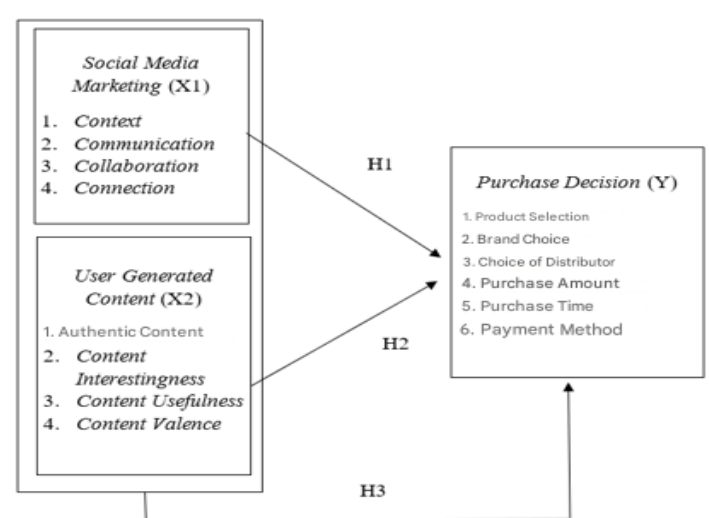 Social Media
Marketing (X1)
1. Context
2. Communication
3. Collaboration
4. Connection
User Generated
Content (X2)
1. Authentic Content
2. Content
Interestingness
3. Content Usefulness
4. Content Valence
H1
H2
H3
Purchase Decision (Y)
1. Product Selection
2. Brand Choice
3. Choice of Distributor
4. Purchase Amount
5. Purchase Time
6. Payment Method